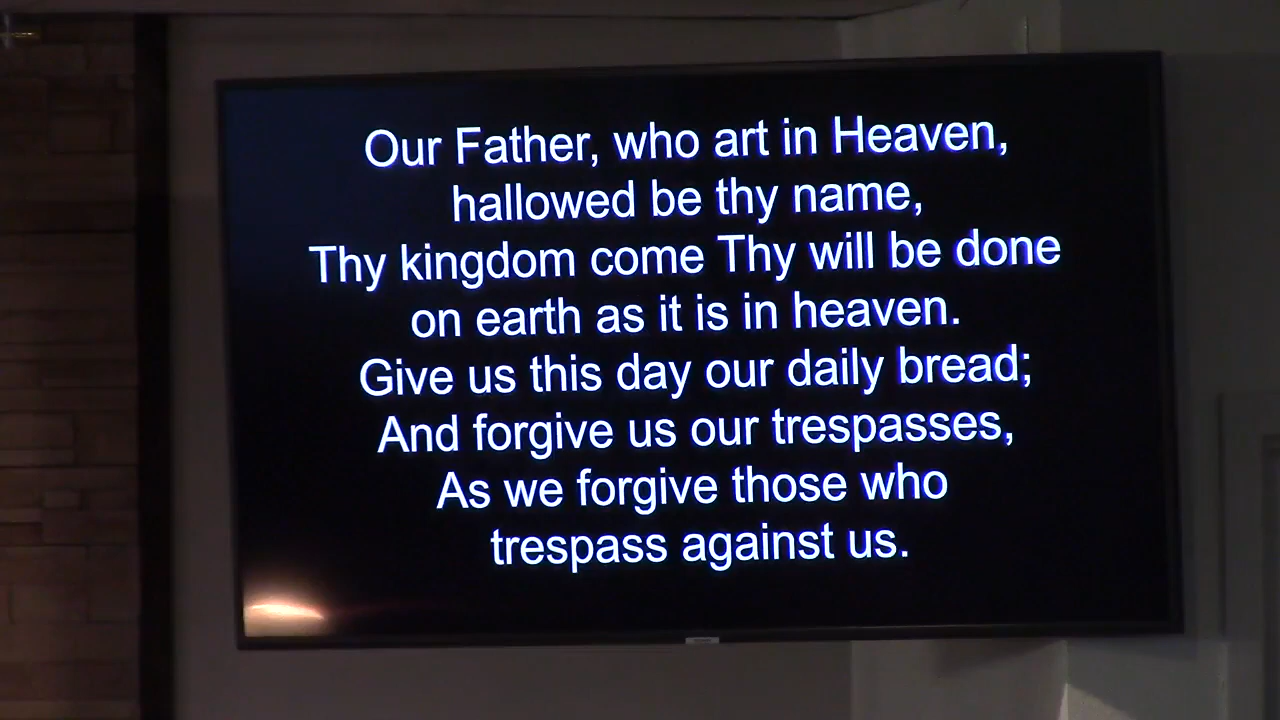 Our Father, who art in Heaven,
hallowed be thy name,
Thy kingdom come Thy will be done
on earth as it is in heaven.
Give us this day our daily bread;
And forgive us our trespasses,
As we forgive those who
trespass against us.